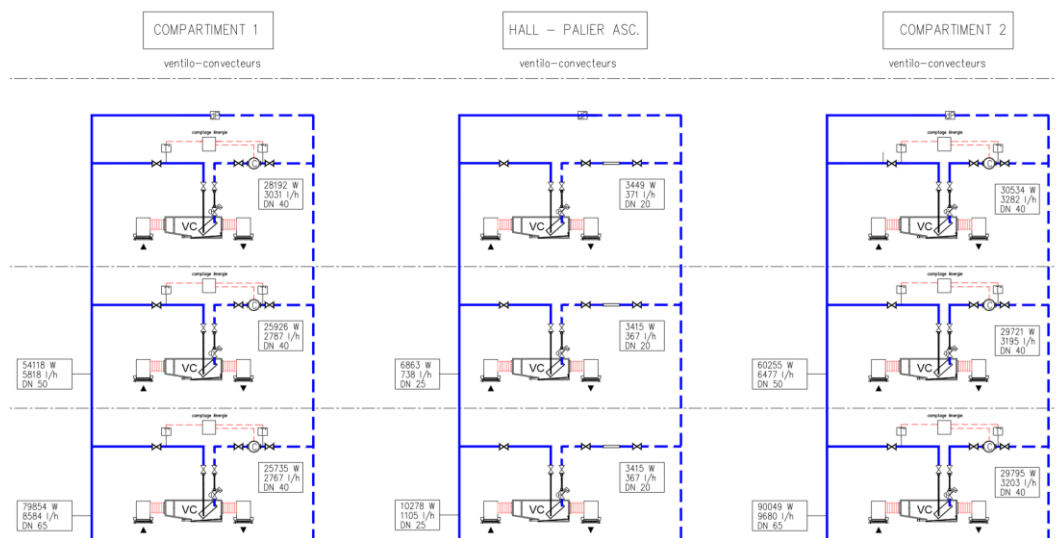 COMPARTIMENT 1
HALL - PALIER ASC.
COMPARTIMENT 2
ventilo-convecteurs
ventilo-convecteurs
ventilo-convecteurs
comptage énergie
C
28192 W
3031 l/h
DN 40
VC
3449 W
371 l/h
DN 20
VC
comptage énergie
C
30534 W
3282 l/h
DN 40
VC
comptage énergie
C
25926 W
2787 l/h
DN 40
VC
54118 W
5818 l/h
DN 50
3415 W
367 l/h
DN 20
VC
6863 W
738 l/h
DN 25
comptage énergie
C
29721 W
3195 l/h
DN 40
VC
60255 W
6477 l/h
DN 50
comptage énergie
C
25735 W
2767 l/h
DN 40
VC
79854 W
8584 l/h
DN 65
3415 W
367 l/h
DN 20
VC
10278 W
1105 l/h
DN 25
comptage énergie
C
29795 W
3203 l/h
DN 40
VC
90049 W
9680 l/h
DN 65